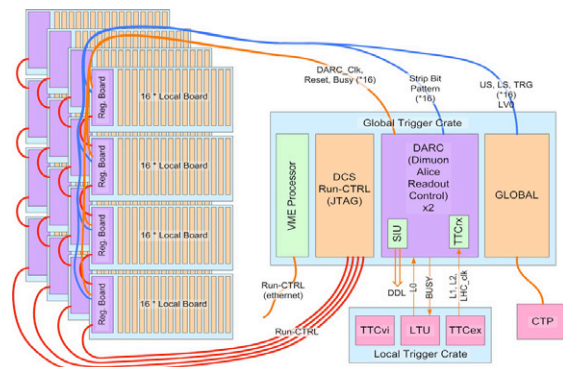 DARC_Clk,
Reset, Busy (*16)
Strip Bit
Pattern
(*16)
US, LS, TRG
(*16)
LV0
Reg. Board
16 * Local Board
Reg. Board
16 * Local Board
Reg. Board
16 * Local Board
Reg. Board
16 * Local Board
Global Trigger Crate
VME Processor
DCS
Run-CTRL
(JTAG)
DARC
(Dimuon
Alice
Readout
Control)
x2
GLOBAL
SIU
TTCrx
Run-CTRL
(ethernet)
Run-CTRL
DDL
L0
BUSY
L1, L2,
LHC_clk
TTCvi
LTU
TTCex
Local Trigger Crate
CTP